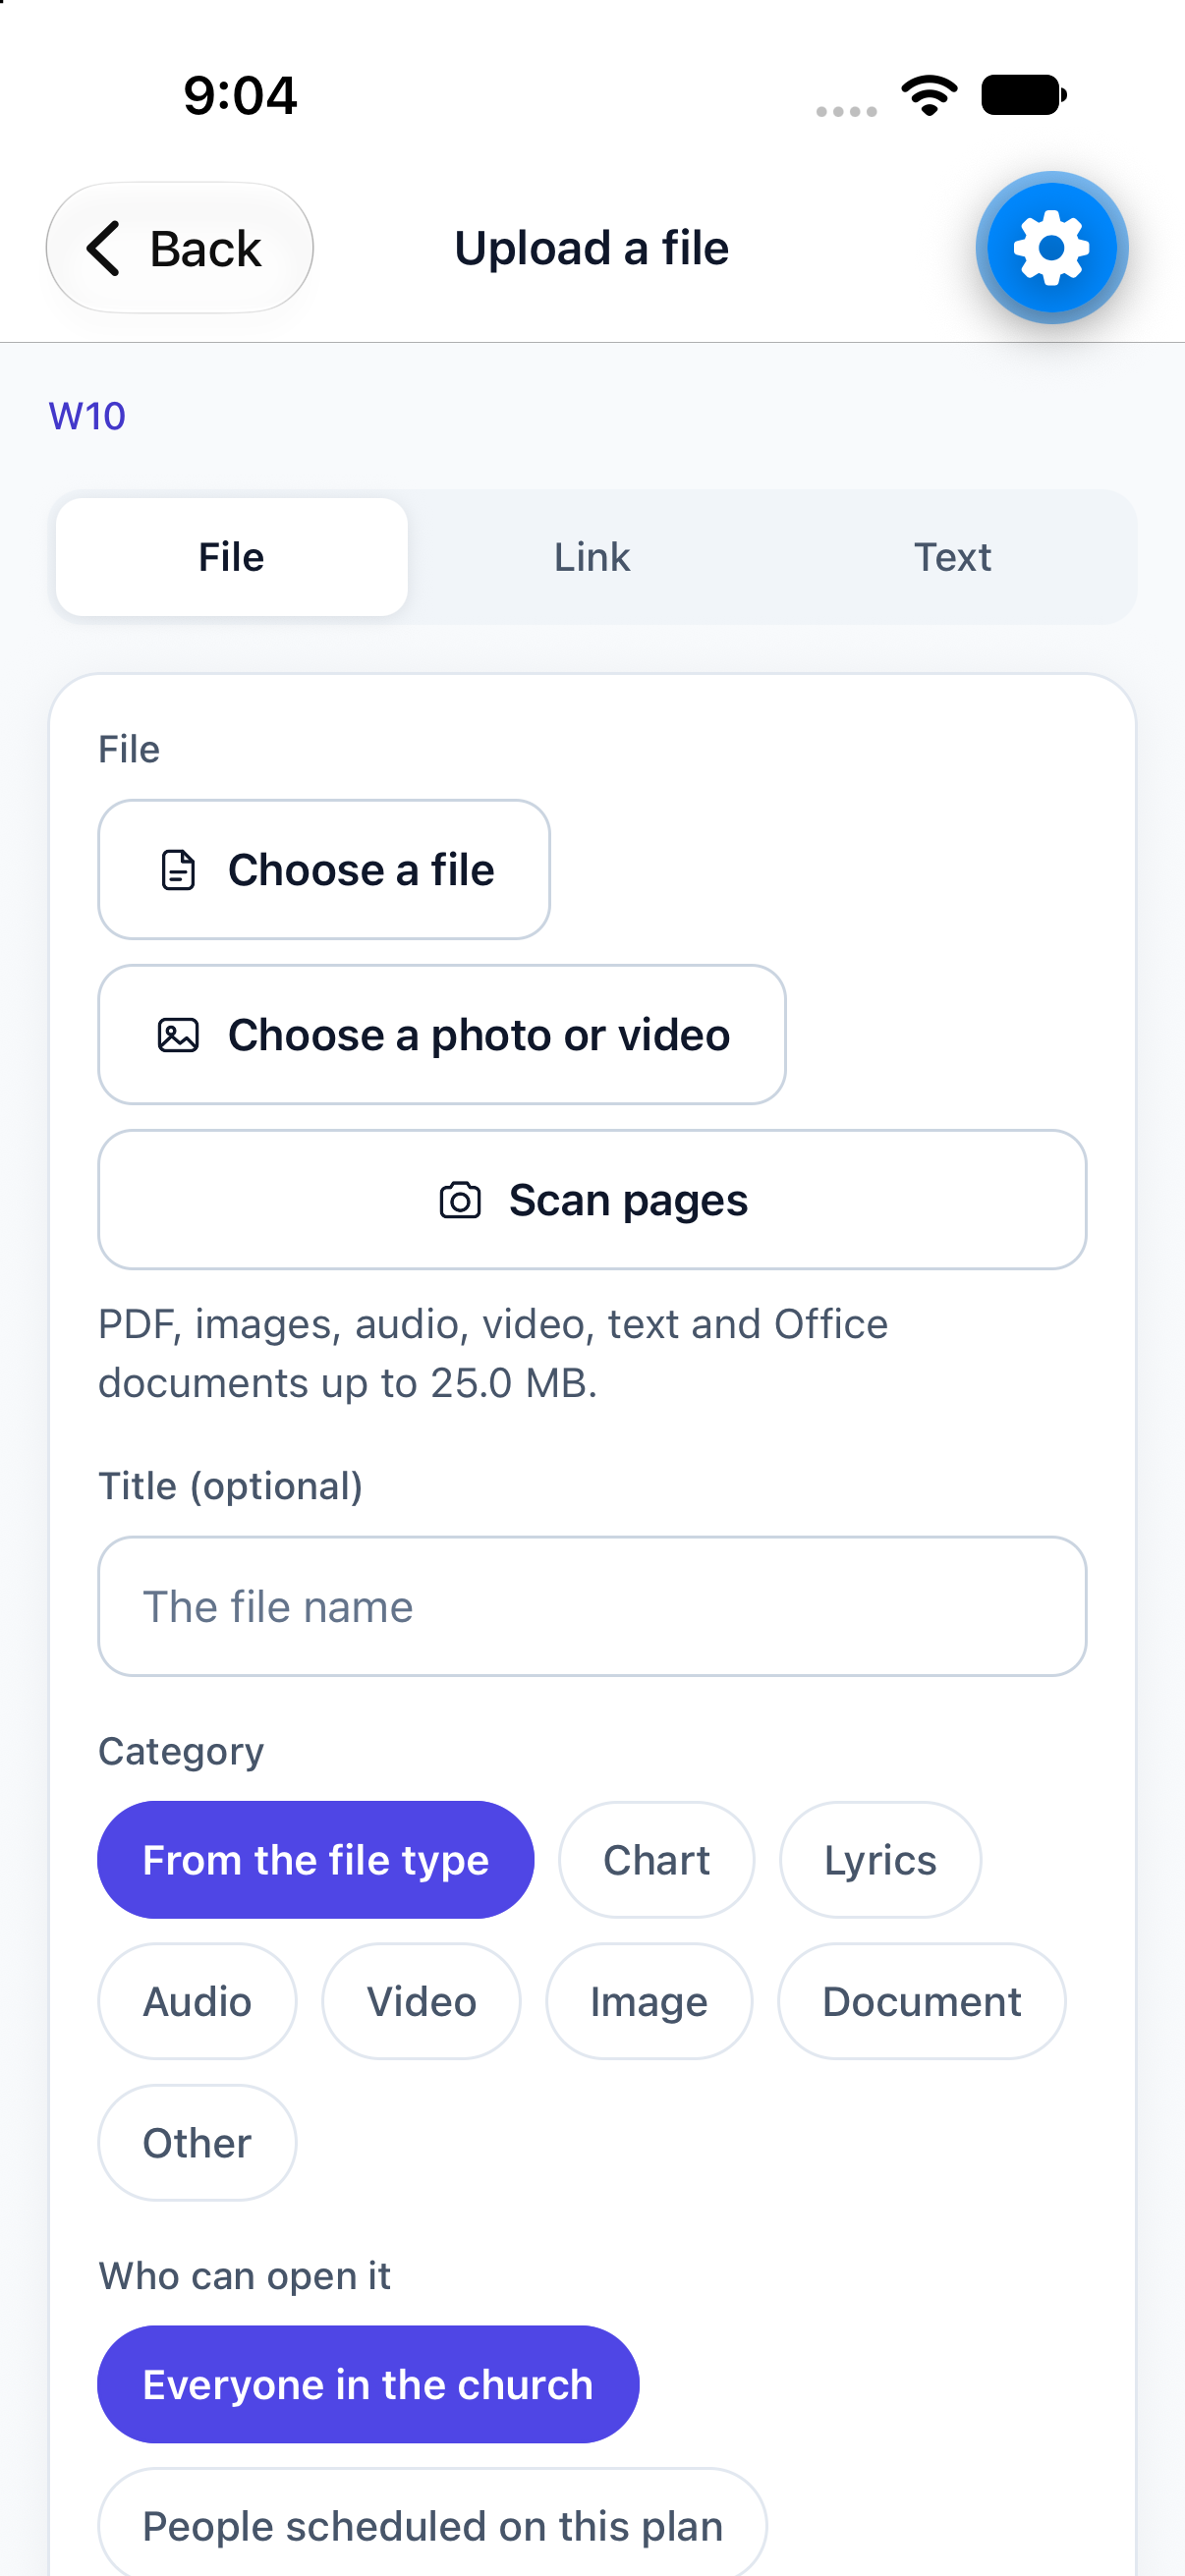 9:04
Back
Upload a file
W10
File
Link
Text
File
Choose a file
Choose a photo or video
Scan pages
PDF, images, audio, video, text and Office
documents up to 25.0 MB.
Title (optional)
The file name
Category
From the file type
Chart
Lyrics
Audio
Video
Image
Document
Other
Who can open it
Everyone in the church
People scheduled on this plan